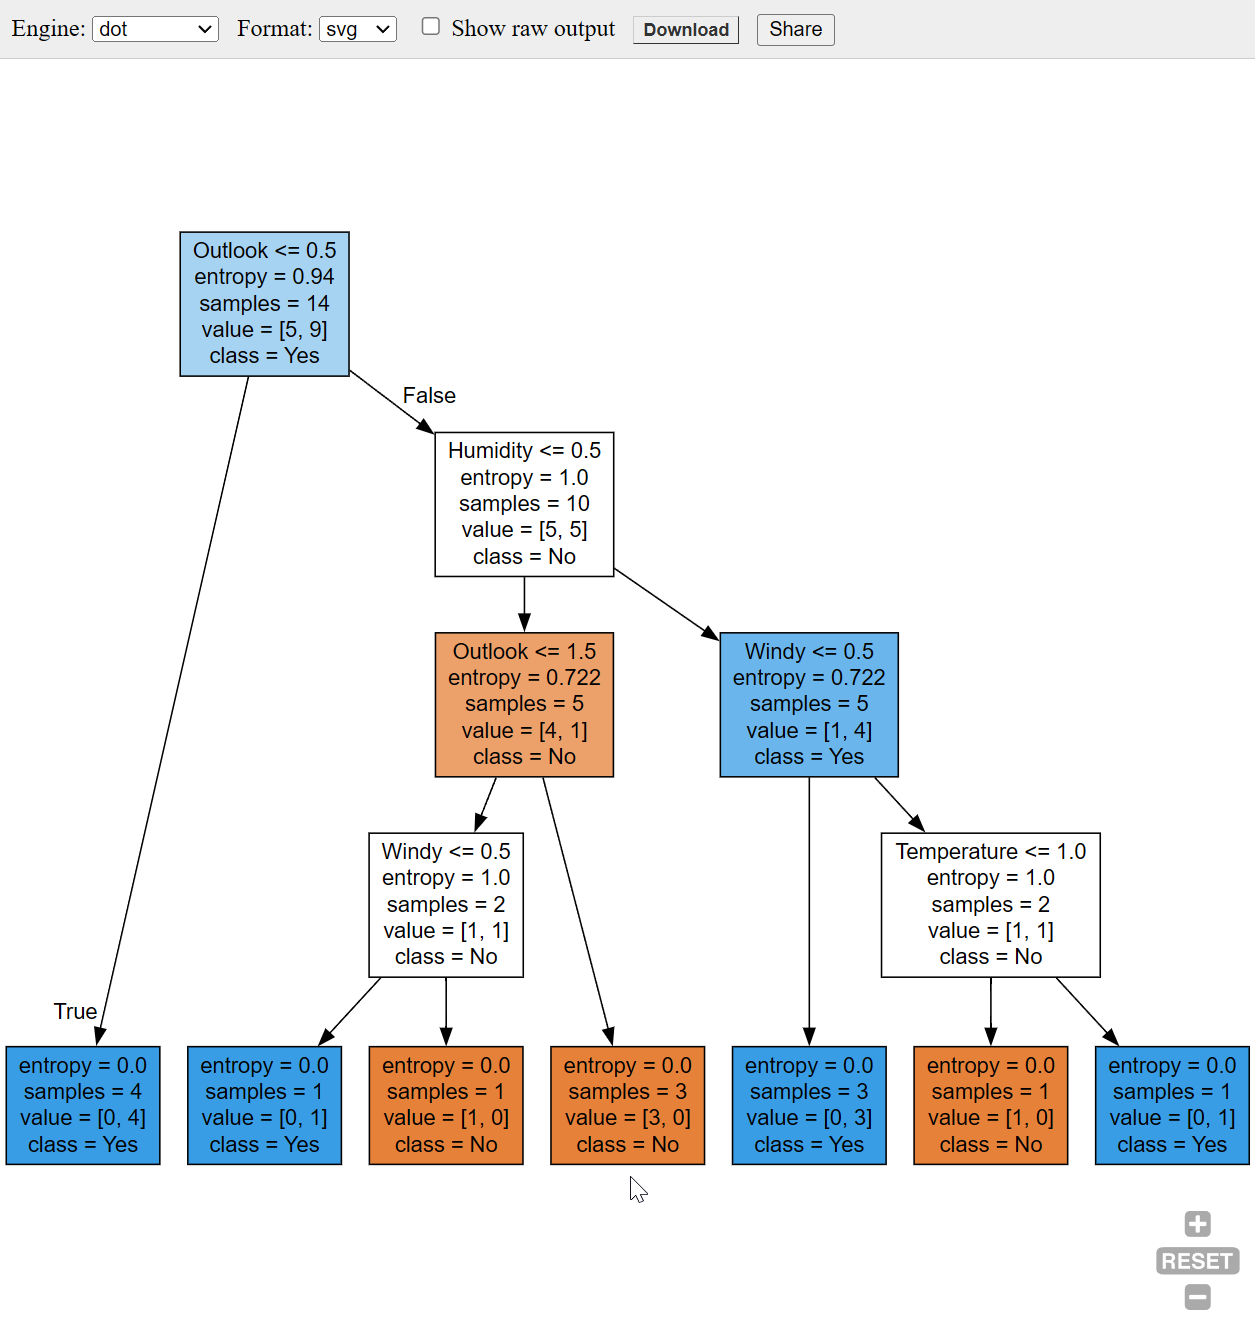 Engine: dot Format: svg Show raw output Download Share
Outlook <= 0.5
entropy = 0.94
samples = 14
value = [5, 9]
class = Yes
False
Humidity <= 0.5
entropy = 1.0
samples = 10
value = [5, 5]
class = No
Outlook <= 1.5
entropy = 0.722
samples = 5
value = [4, 1]
class = No
Windy <= 0.5
entropy = 0.722
samples = 5
value = [1, 4]
class = Yes
Windy <= 0.5
entropy = 1.0
samples = 2
value = [1, 1]
class = No
Temperature <= 1.0
entropy = 1.0
samples = 2
value = [1, 1]
class = No
True
entropy = 0.0
samples = 4
value = [0, 4]
class = Yes
entropy = 0.0
samples = 1
value = [0, 1]
class = Yes
entropy = 0.0
samples = 1
value = [1, 0]
class = No
entropy = 0.0
samples = 3
value = [3, 0]
class = No
entropy = 0.0
samples = 3
value = [0, 3]
class = Yes
entropy = 0.0
samples = 1
value = [1, 0]
class = No
entropy = 0.0
samples = 1
value = [0, 1]
class = Yes
RESET